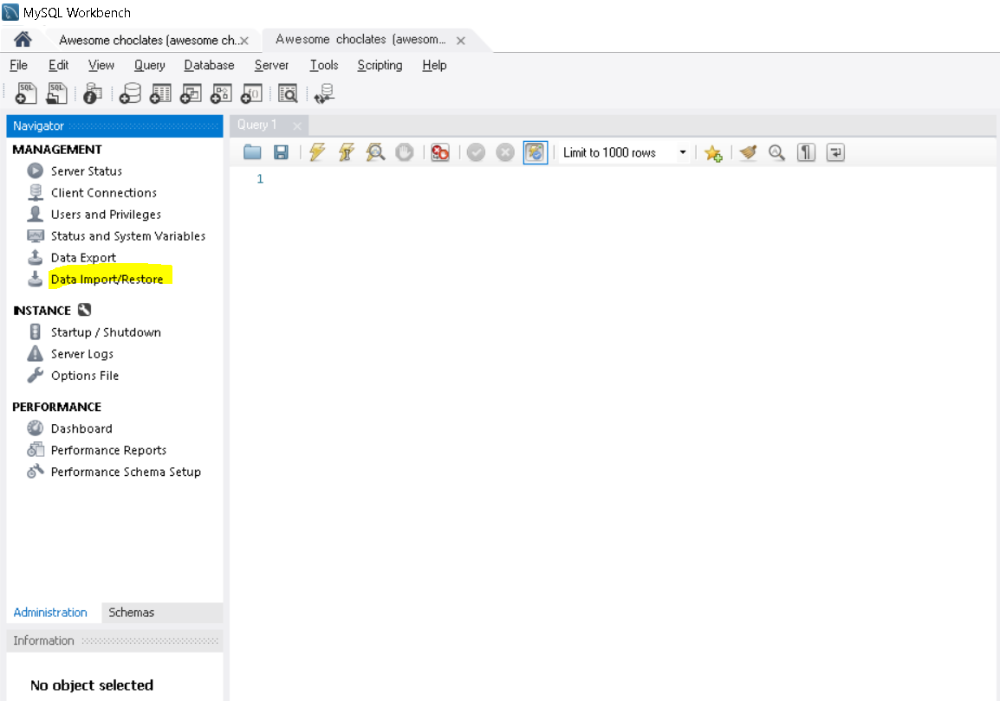 MySQL Workbench
Awesome choclates (awesome ch... Awesome choclates (awesom...
File Edit View Query Database Server Tools Scripting Help
SQL SQL
Navigator
Query 1
MANAGEMENT
Limit to 1000 rows
Server Status
Client Connections
Users and Privileges
Status and System Variables
Data Export
Data Import/Restore
1
INSTANCE
Startup / Shutdown
Server Logs
Options File
PERFORMANCE
Dashboard
Performance Reports
Performance Schema Setup
Administration Schemas
Information
No object selected